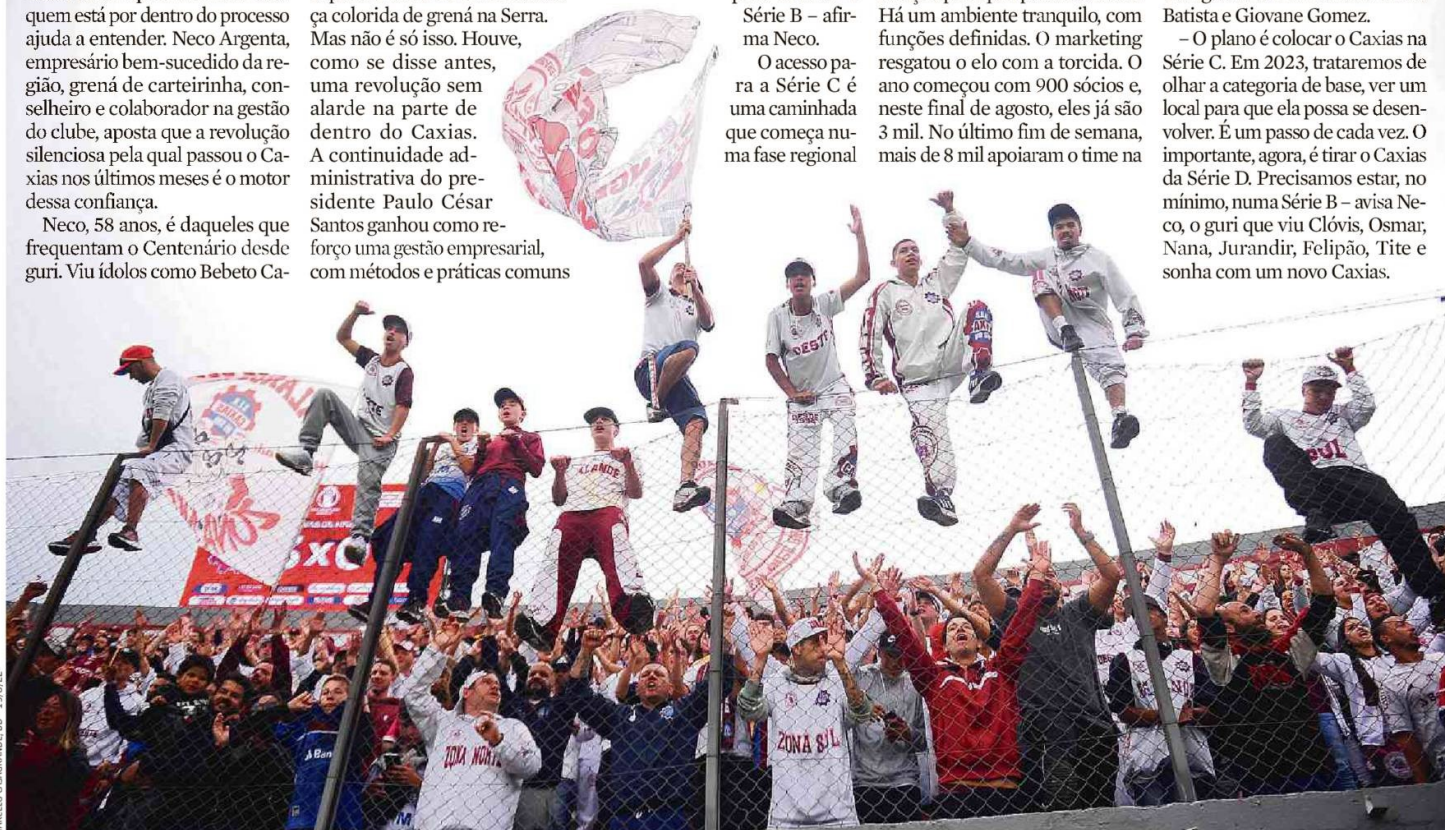 quem está por dentro do processo
ajuda a entender. Neco Argenta,
empresário bem-sucedido da re-
gião, grená de carteirinha, con-
selheiro e colaborador na gestão
do clube, aposta que a revolução
silenciosa pela qual passou o Ca-
xias nos últimos meses é o motor
dessa confiança.
Neco, 58 anos, é daqueles que
frequentam o Centenário desde
guri. Viu ídolos como Bebeto Ca-
ça colorida de grená na Serra.
Mas não é só isso. Houve,
como se disse antes,
uma revolução sem
alarde na parte de
dentro do Caxias.
A continuidade ad-
ministrativa do pre-
sidente Paulo César
Santos ganhou como re-
forço uma gestão empresarial,
com métodos e práticas comuns
Série B – afir-
ma Neco.
O acesso pa-
ra a Série C é
uma caminhada
que começa nu-
ma fase regional
Há um ambiente tranquilo, com
funções definidas. O marketing
resgatou o elo com a torcida. O
ano começou com 900 sócios e,
neste final de agosto, eles já são
3 mil. No último fim de semana,
mais de 8 mil apoiaram o time na
Batista e Giovane Gomez.
– O plano é colocar o Caxias na
Série C. Em 2023, trataremos de
olhar a categoria de base, ver um
local para que ela possa se desen-
volver. É um passo de cada vez. O
importante, agora, é tirar o Caxias
da Série D. Precisamos estar, no
mínimo, numa Série B – avisa Ne-
co, o guri que viu Clóvis, Osmar,
Nana, Jurandir, Felipão, Tite e
sonha com um novo Caxias.
OESTE
SUL
ZONA NORTE
ZONA SUL